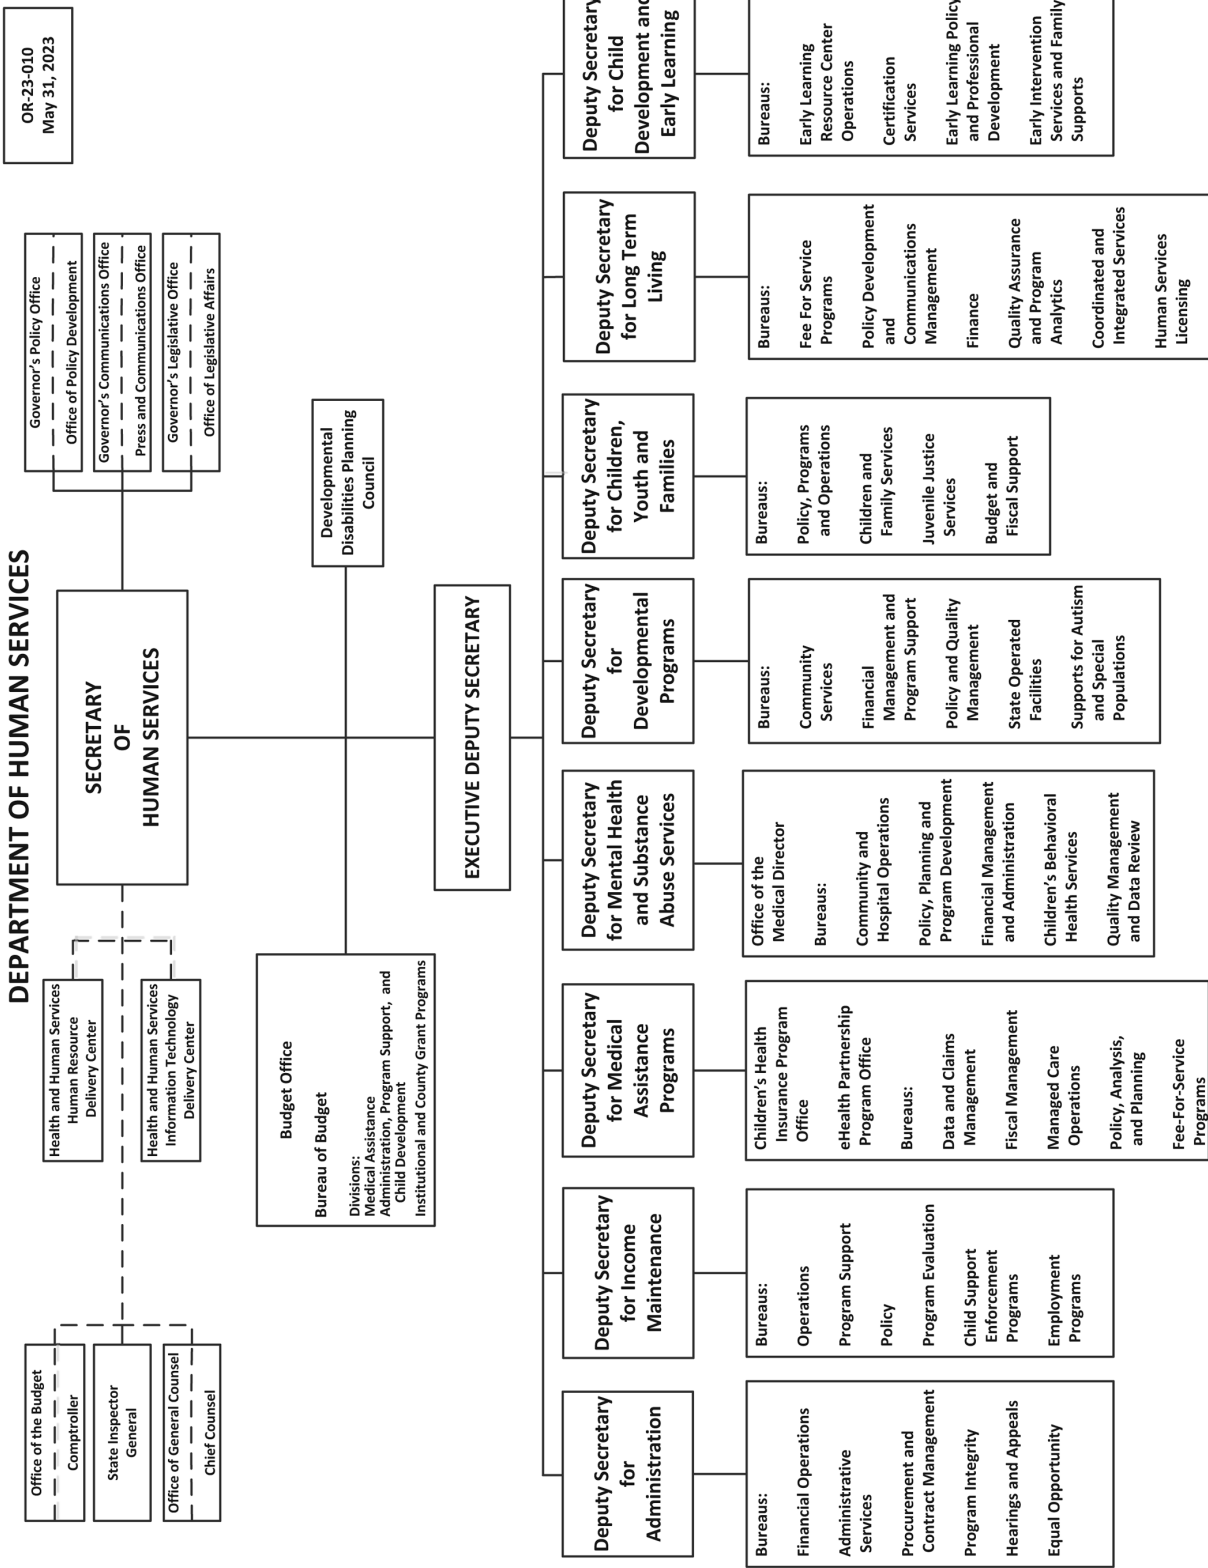 DEPARTMENT OF HUMAN SERVICES
OR-23-010
May 31, 2023
Office of the Budget
Comptroller
State Inspector
General
Office of General Counsel
Chief Counsel
Health and Human Services
Human Resource
Delivery Center
Health and Human Services
Information Technology
Delivery Center
SECRETARY
OF
HUMAN SERVICES
Governor's Policy Office
Office of Policy Development
Governor's Communications Office
Press and Communications Office
Governor's Legislative Office
Office of Legislative Affairs
Budget Office
Bureau of Budget
Divisions:
Medical Assistance
Administration, Program Support, and
Child Development
Institutional and County Grant Programs
Developmental
Disabilities Planning
Council
EXECUTIVE DEPUTY SECRETARY
Deputy Secretary
for
Administration
Bureaus:
Financial Operations
Administrative
Services
Procurement and
Contract Management
Program Integrity
Hearings and Appeals
Equal Opportunity
Deputy Secretary
for Income
Maintenance
Bureaus:
Operations
Program Support
Policy
Program Evaluation
Child Support
Enforcement
Programs
Employment
Programs
Deputy Secretary
for Medical
Assistance
Programs
Children's Health
Insurance Program
Office
eHealth Partnership
Program Office
Bureaus:
Data and Claims
Management
Fiscal Management
Managed Care
Operations
Policy, Analysis,
and Planning
Fee-For-Service
Programs
Deputy Secretary
for Mental Health
and Substance
Abuse Services
Office of the
Medical Director
Bureaus:
Community and
Hospital Operations
Policy, Planning and
Program Development
Financial Management
and Administration
Children's Behavioral
Health Services
Quality Management
and Data Review
Deputy Secretary
for
Developmental
Programs
Bureaus:
Community
Services
Financial
Management and
Program Support
Policy and Quality
Management
State Operated
Facilities
Supports for Autism
and Special
Populations
Deputy Secretary
for Children,
Youth and
Families
Bureaus:
Policy, Programs
and Operations
Children and
Family Services
Juvenile Justice
Services
Budget and
Fiscal Support
Deputy Secretary
for Long Term
Living
Bureaus:
Fee For Service
Programs
Policy Development
and
Communications
Management
Finance
Quality Assurance
and Program
Analytics
Coordinated and
Integrated Services
Human Services
Licensing
Deputy Secretary
for Child
Development and
Early Learning
Bureaus:
Early Learning
Resource Center
Operations
Certification
Services
Early Learning Policy
and Professional
Development
Early Intervention
Services and Family
Supports